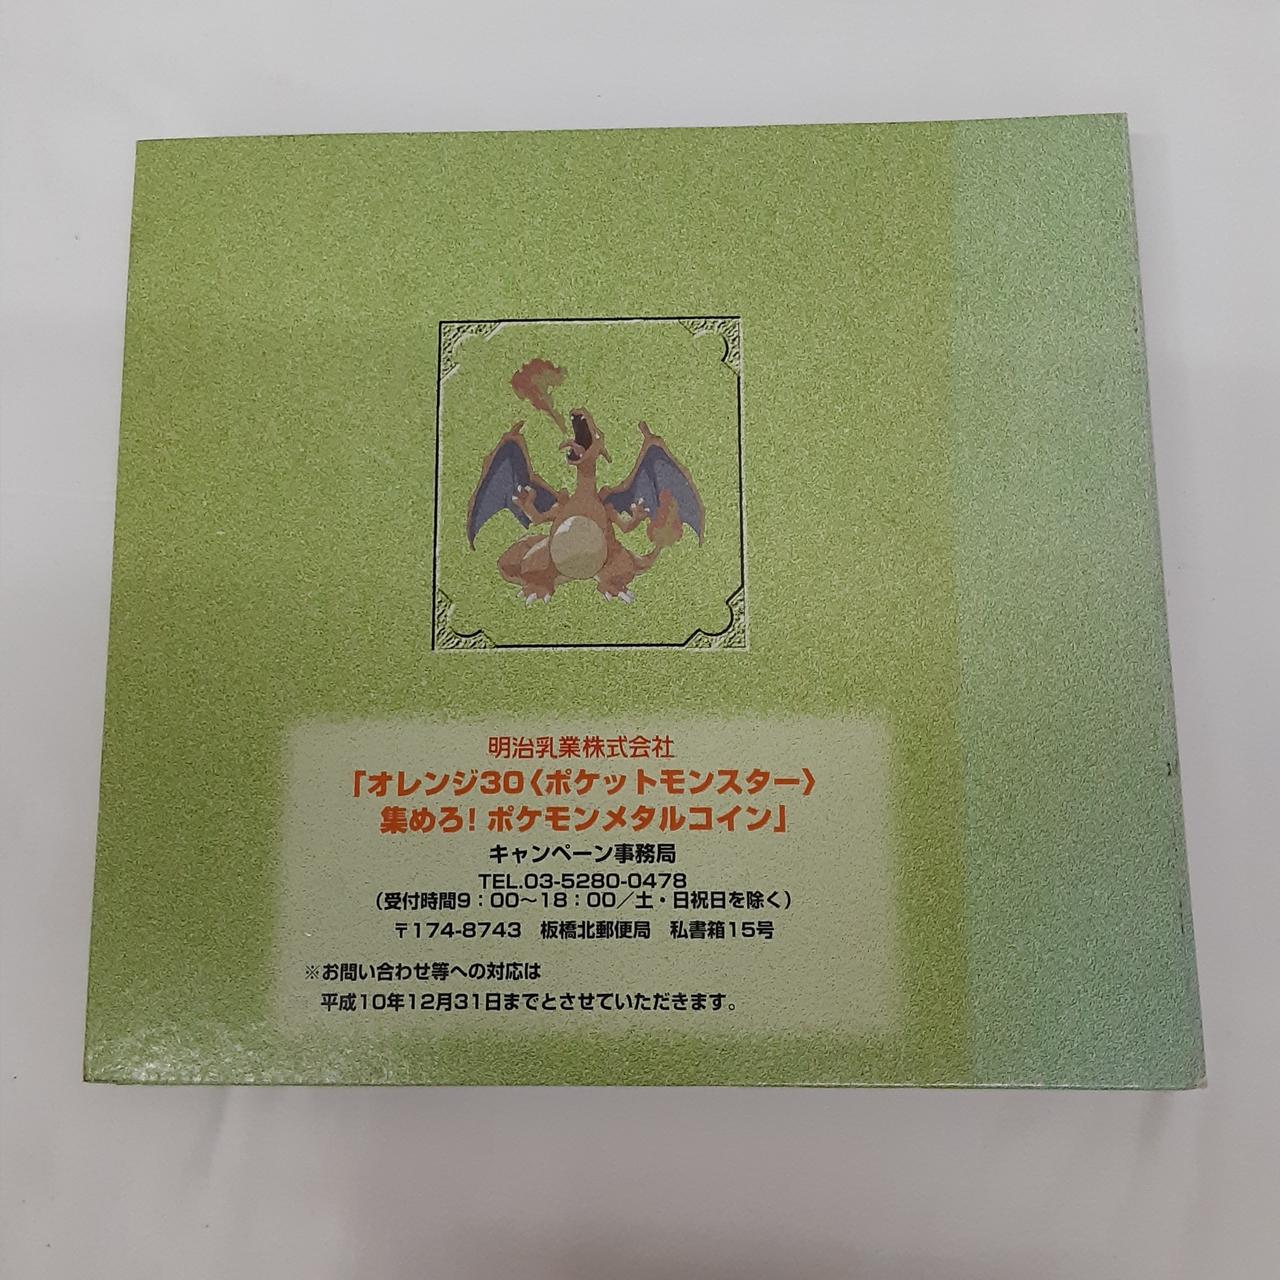 明治乳業株式会社
「オレンジ30〈ポケットモンスター〉
集めろ！ポケモンメタルコイン」
キャンペーン事務局
TEL.03-5280-0478
（受付時間9：00〜18：00／土・日祝日を除く）
〒174-8743　板橋北郵便局　私書箱15号
※お問い合わせ等への対応は
平成10年12月31日までとさせていただきます。